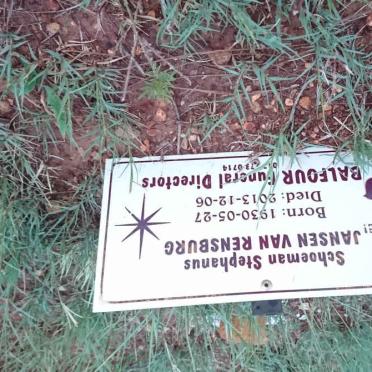 JANSEN VAN RENSBURG
Schoeman Stephanus
Born: 1930-05-27
Died: 2013-12-06
BALFOUR Funeral Directors